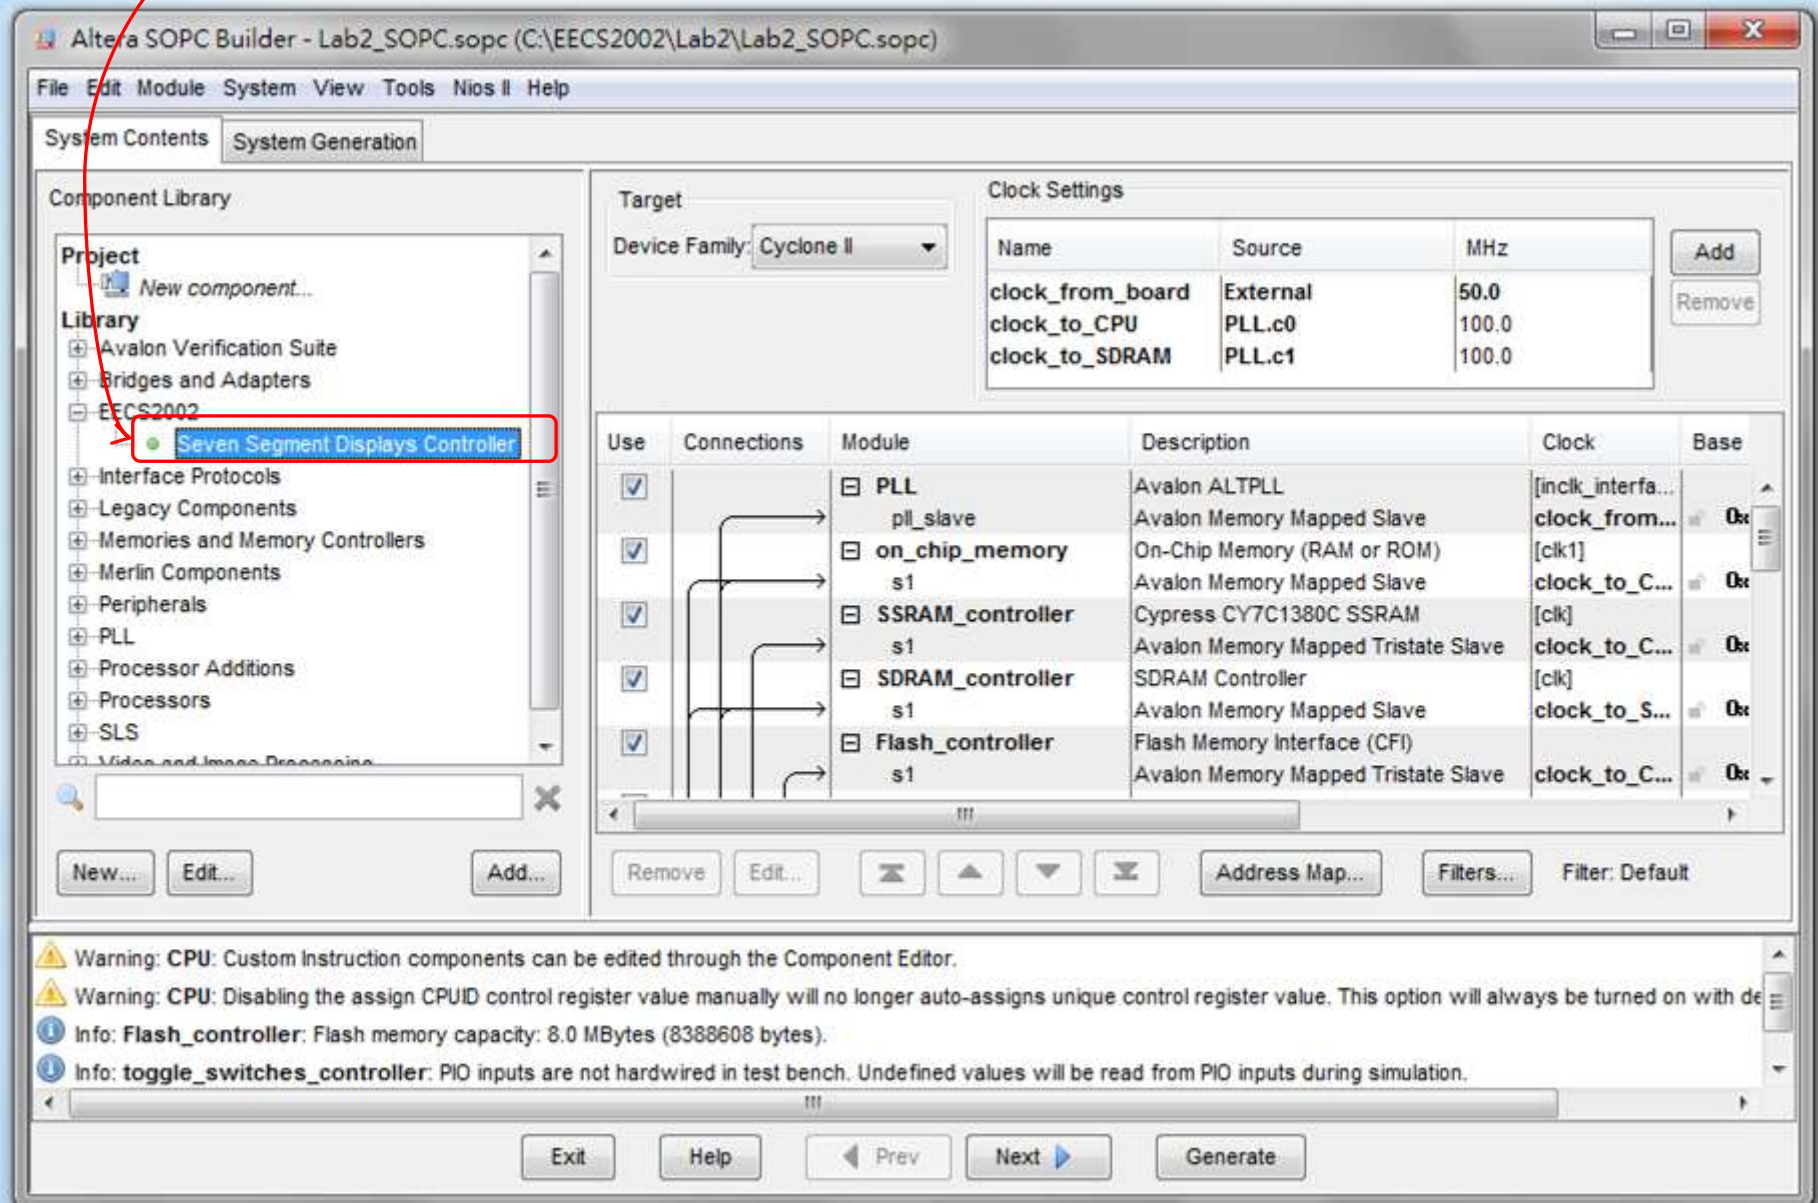 Altera SOPC Builder - Lab2_SOPC.sopc (C:\EECS2002\Lab2\Lab2_SOPC.sopc)
File Edit Module System View Tools Nios II Help
System Contents System Generation
Component Library
Project
New component...
Library
Avalon Verification Suite
Bridges and Adapters
EECS2002
Seven Segment Displays Controller
Interface Protocols
Legacy Components
Memories and Memory Controllers
Merlin Components
Peripherals
PLL
Processor Additions
Processors
SLS
Video and Image Processing
New... Edit... Add...
Target
Device Family: Cyclone II
Clock Settings
Name Source MHz
clock_from_board External 50.0
clock_to_CPU PLL.c0 100.0
clock_to_SDRAM PLL.c1 100.0
Add
Remove
Use Connections Module Description Clock Base
PLL Avalon ALTPLL [inclk_interfa...
pll_slave Avalon Memory Mapped Slave clock_from...
on_chip_memory On-Chip Memory (RAM or ROM) [clk1]
s1 Avalon Memory Mapped Slave clock_to_C...
SSRAM_controller Cypress CY7C1380C SSRAM [clk]
s1 Avalon Memory Mapped Tristate Slave clock_to_C...
SDRAM_controller SDRAM Controller [clk]
s1 Avalon Memory Mapped Slave clock_to_S...
Flash_controller Flash Memory Interface (CFI)
s1 Avalon Memory Mapped Tristate Slave clock_to_C...
Remove Edit... Address Map... Filters... Filter: Default
Warning: CPU: Custom Instruction components can be edited through the Component Editor.
Warning: CPU: Disabling the assign CPUID control register value manually will no longer auto-assigns unique control register value. This option will always be turned on with de
Info: Flash_controller: Flash memory capacity: 8.0 MBytes (8388608 bytes).
Info: toggle_switches_controller: PIO inputs are not hardwired in test bench. Undefined values will be read from PIO inputs during simulation.
Exit Help Prev Next Generate